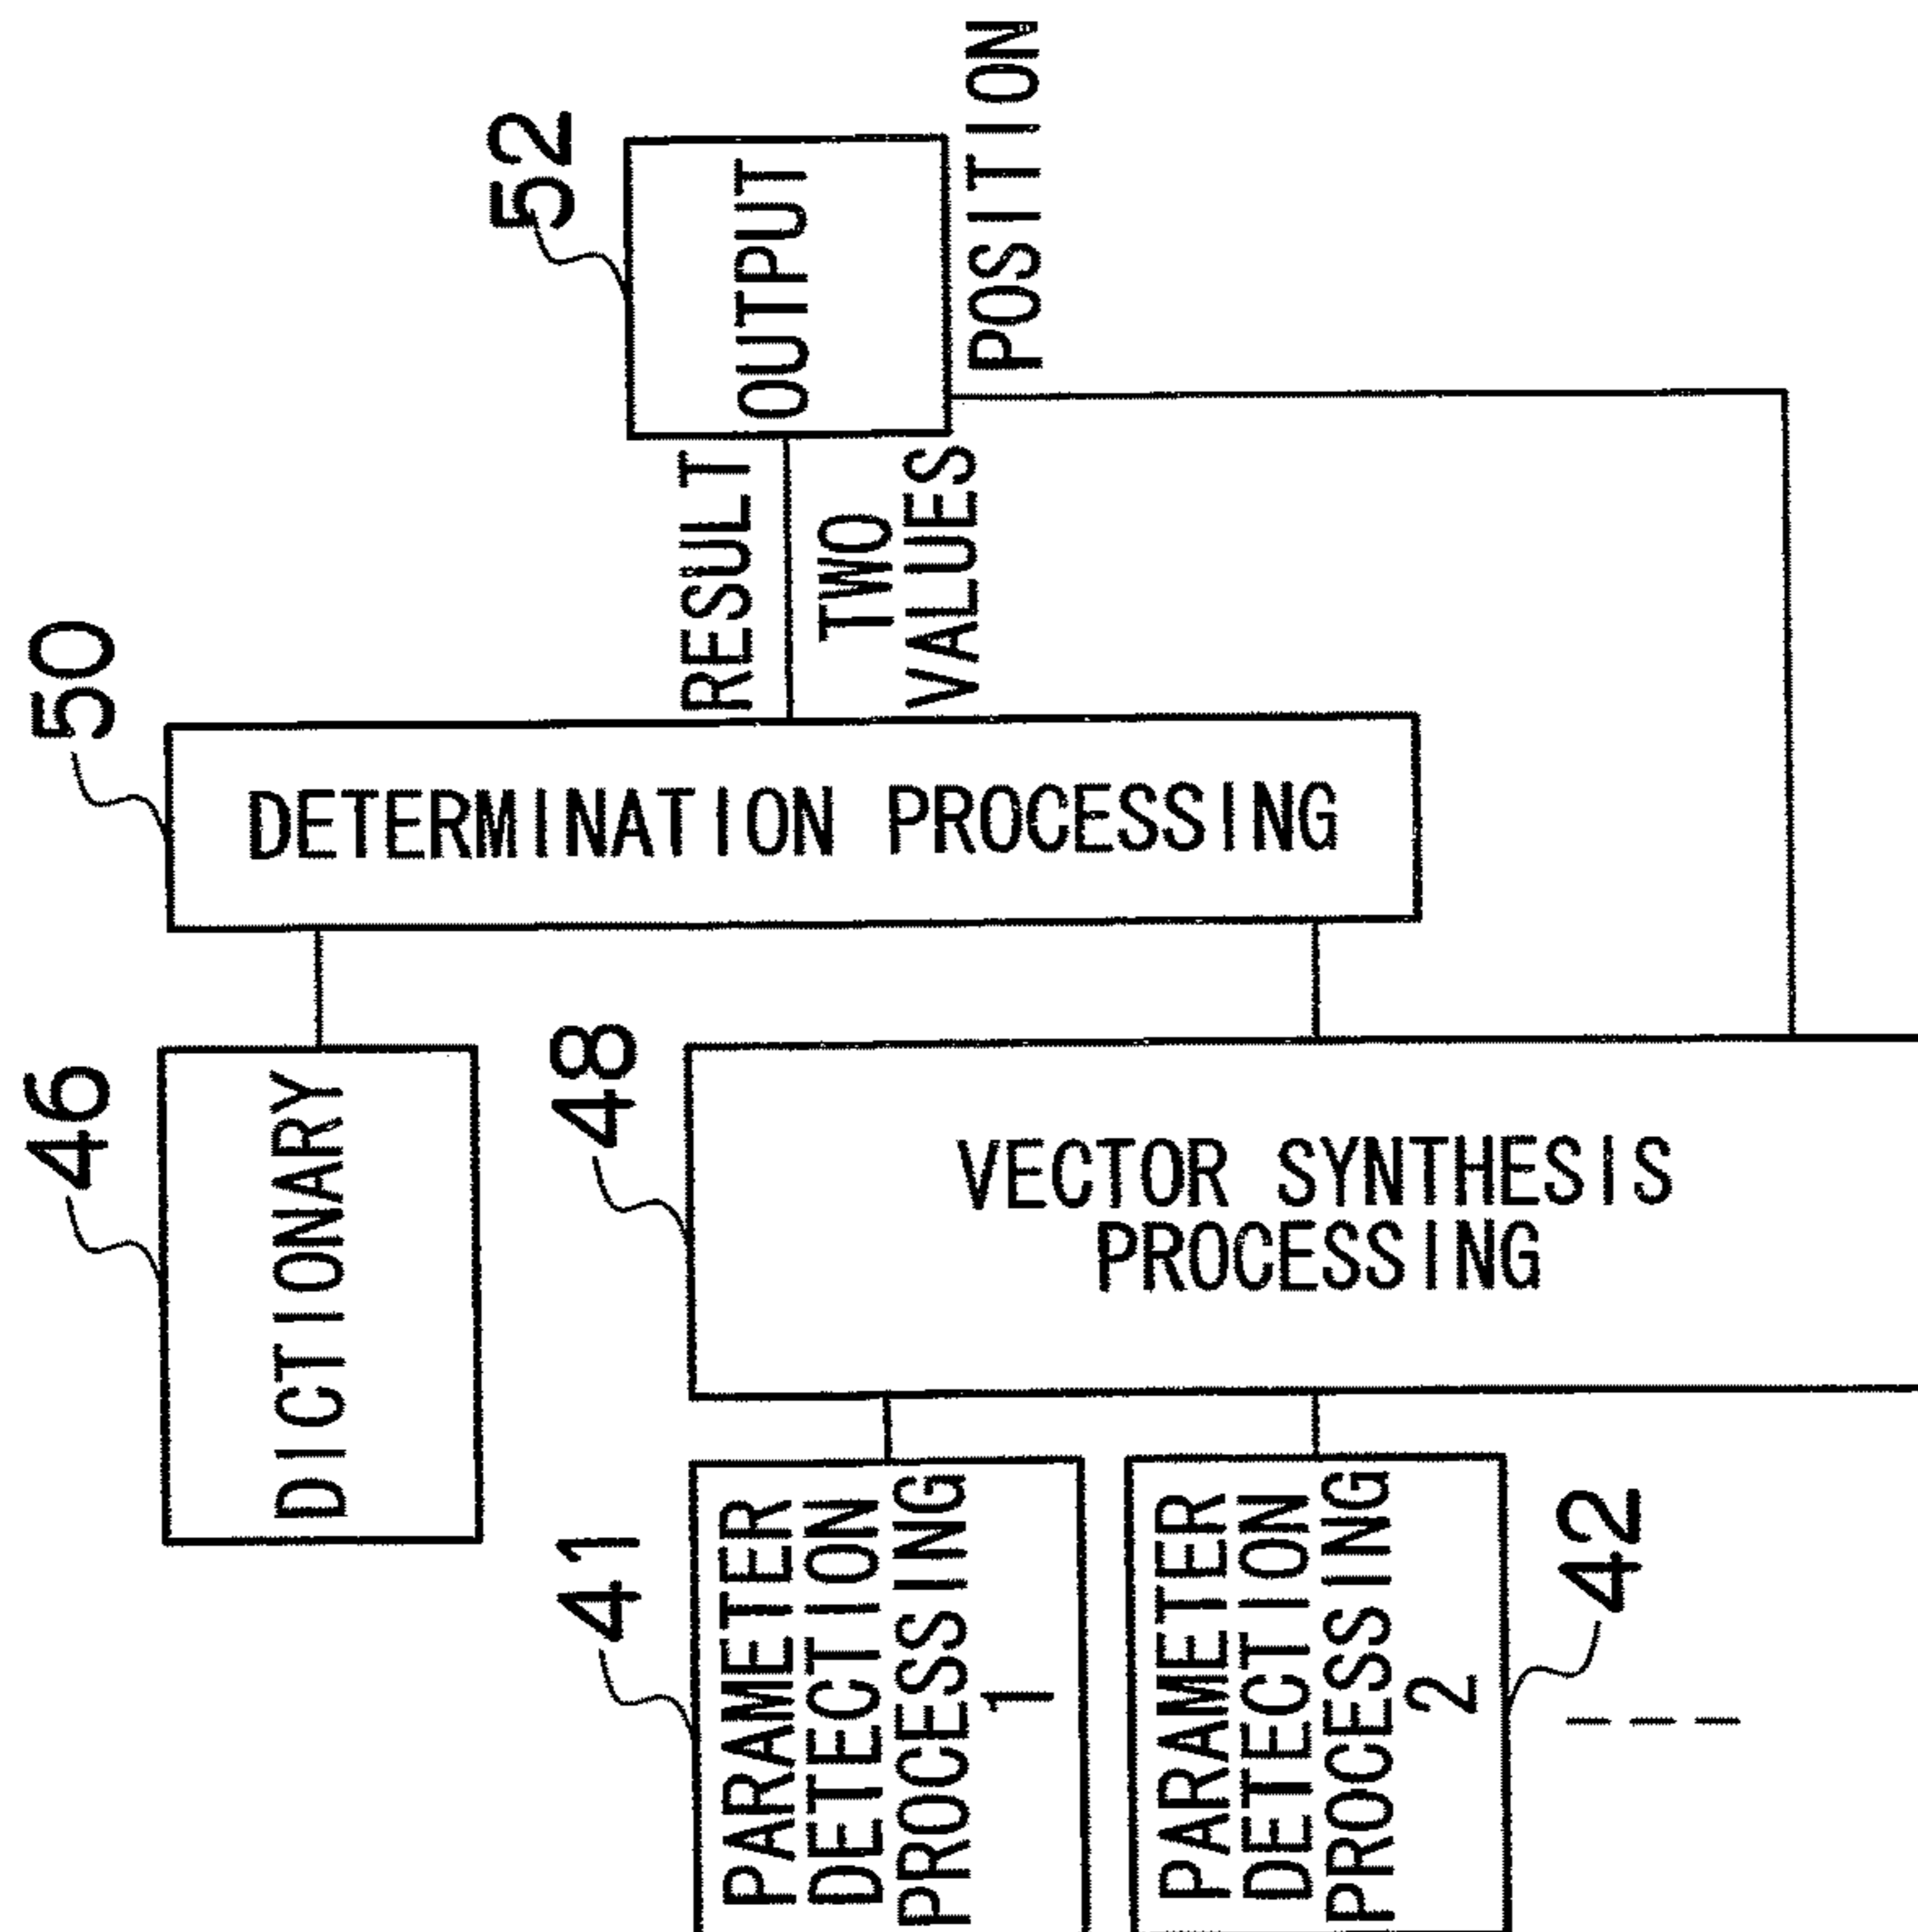 52
OUTPUT
POSITION
RESULT
TWO
VALUES
50
DETERMINATION PROCESSING
46
DICTIONARY
48
VECTOR SYNTHESIS
PROCESSING
41
PARAMETER
DETECTION
PROCESSING
1
PARAMETER
DETECTION
PROCESSING
2
42